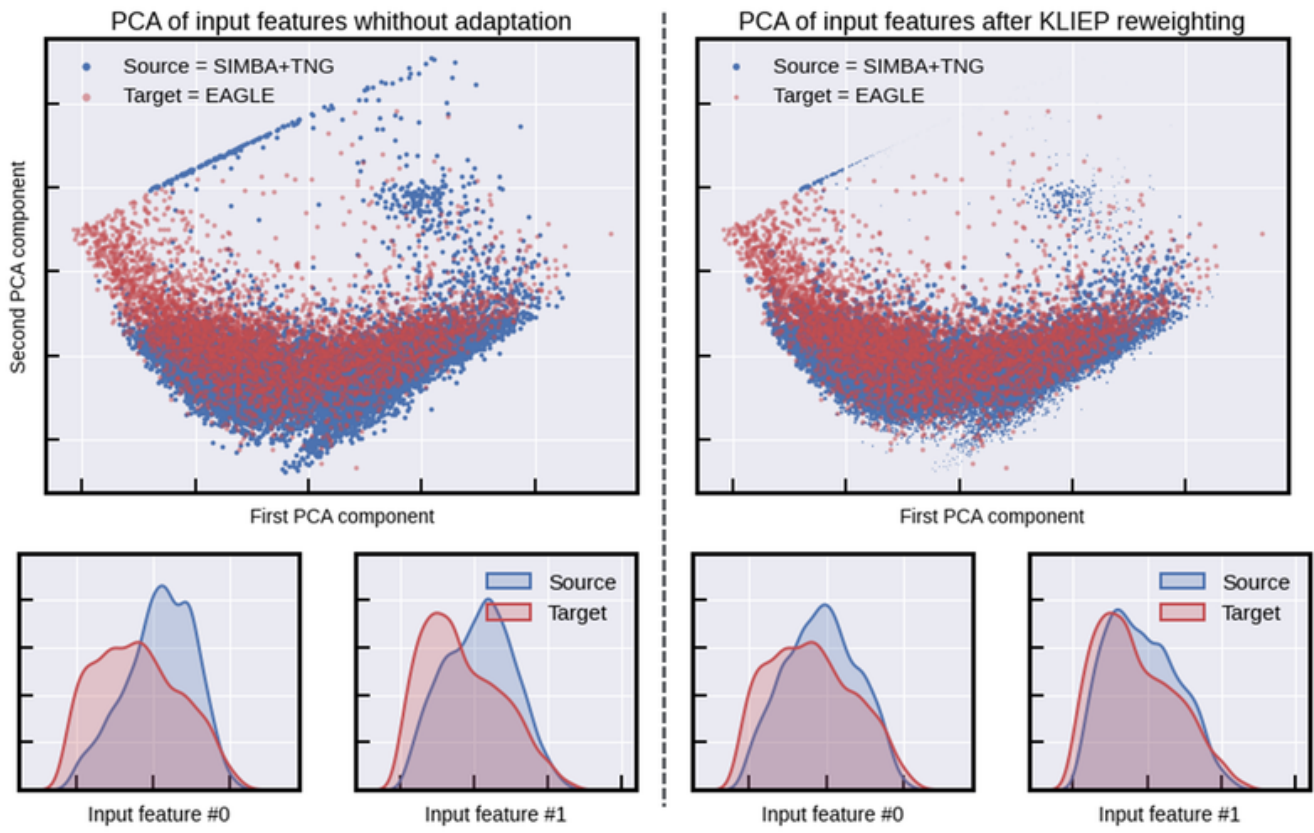 PCA of input features whithout adaptation
Source = SIMBA+TNG
Target = EAGLE
Second PCA component
First PCA component
PCA of input features after KLIEP reweighting
Source = SIMBA+TNG
Target = EAGLE
First PCA component
Input feature #0
Source
Target
Input feature #1
Input feature #0
Source
Target
Input feature #1